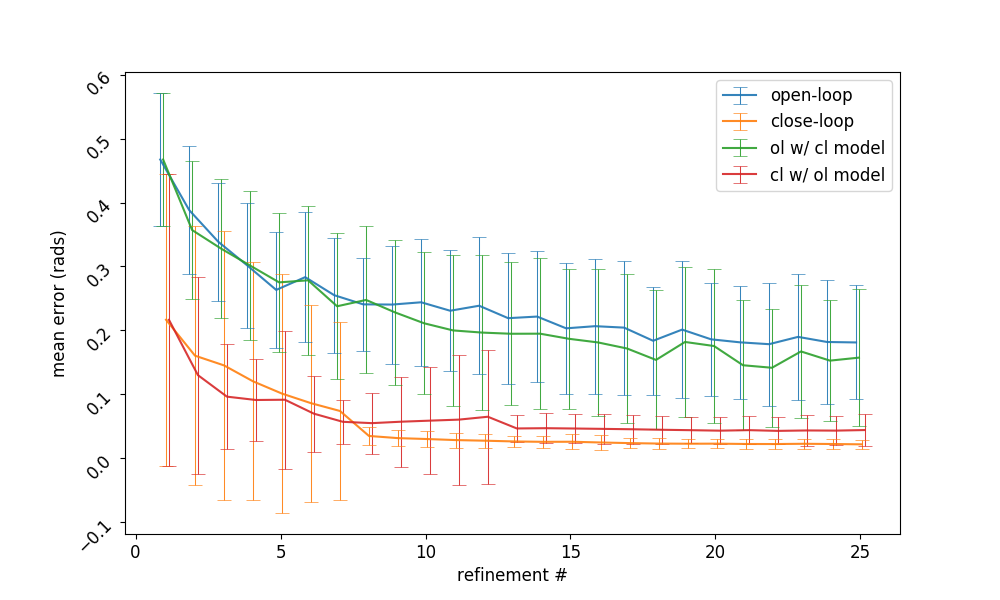 0.6
0.5
0.4
0.3
0.2
0.1
0.0
−0.1
mean error (rads)
open-loop
close-loop
ol w/ cl model
cl w/ ol model
0
5
10
15
20
25
refinement #